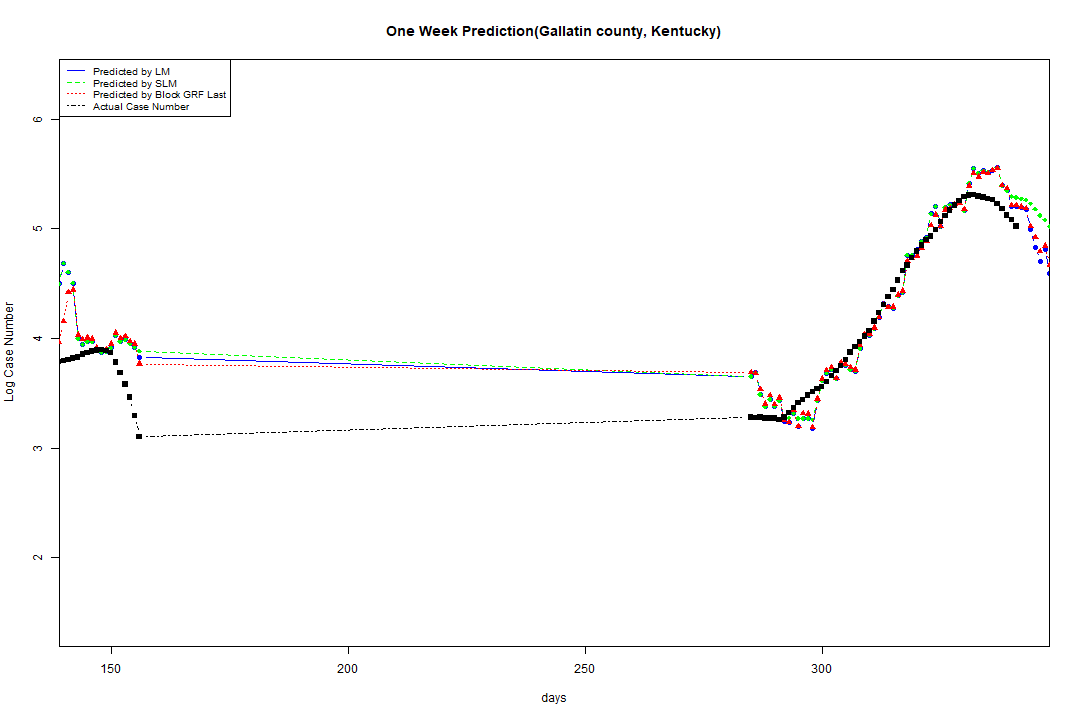 One Week Prediction(Gallatin county, Kentucky)
Predicted by LM
Predicted by SLM
Predicted by Block GRF Last
Actual Case Number
6
5
4
3
2
Log Case Number
150 200 250 300
days